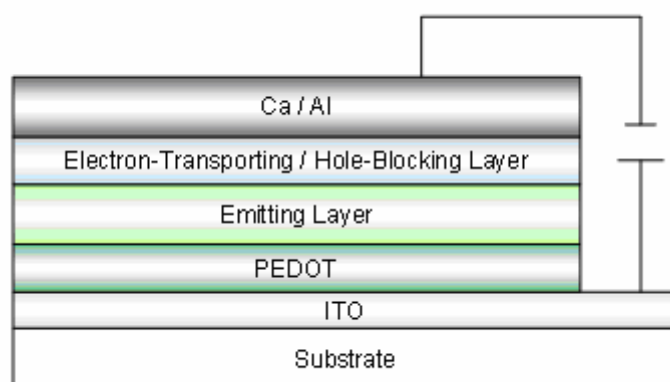 Ca / Al
Electron-Transporting / Hole-Blocking Layer
Emitting Layer
PEDOT
ITO
Substrate